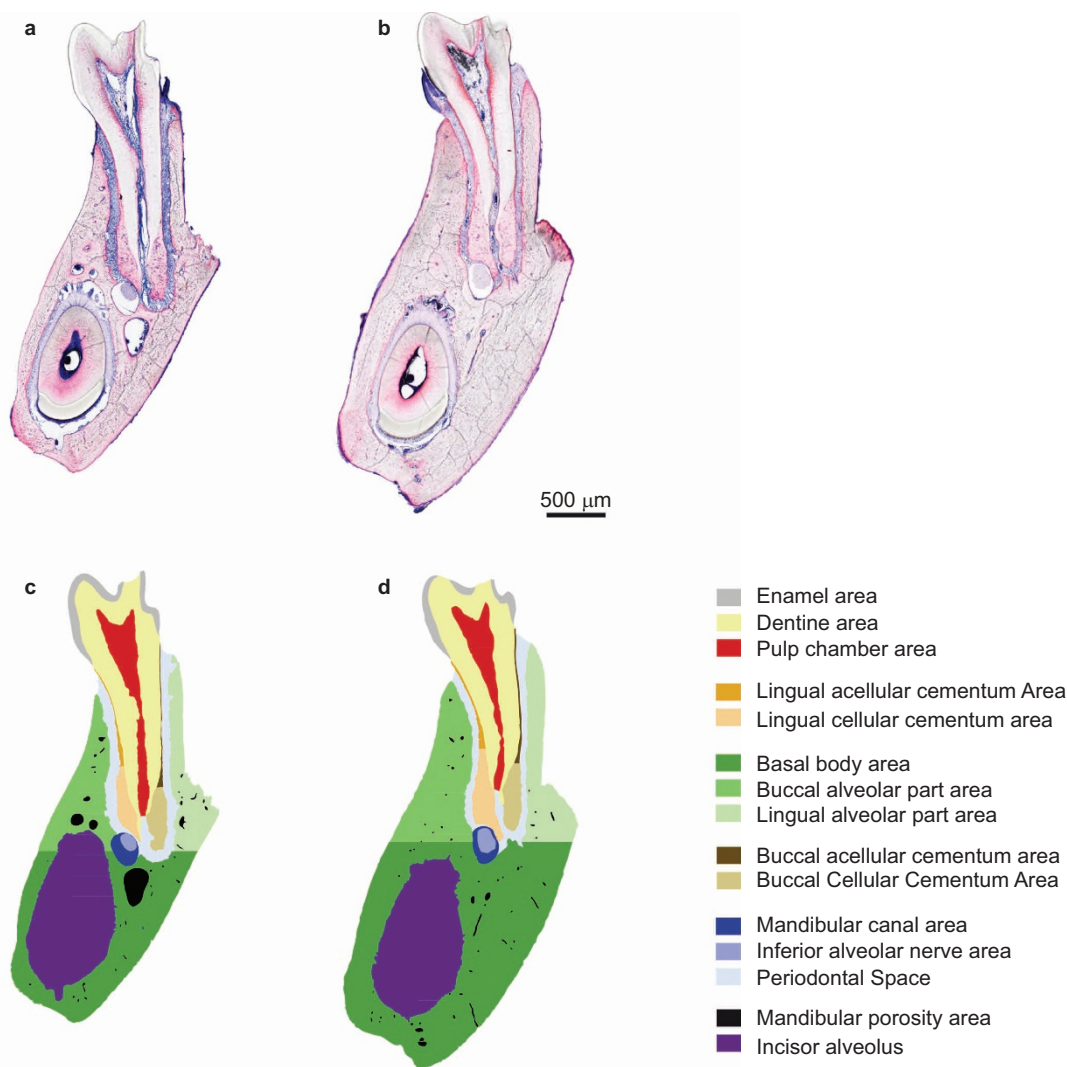 a
b
500 μm
c
d
Enamel area
Dentine area
Pulp chamber area
Lingual acellular cementum Area
Lingual cellular cementum area
Basal body area
Buccal alveolar part area
Lingual alveolar part area
Buccal acellular cementum area
Buccal Cellular Cementum Area
Mandibular canal area
Inferior alveolar nerve area
Periodontal Space
Mandibular porosity area
Incisor alveolus